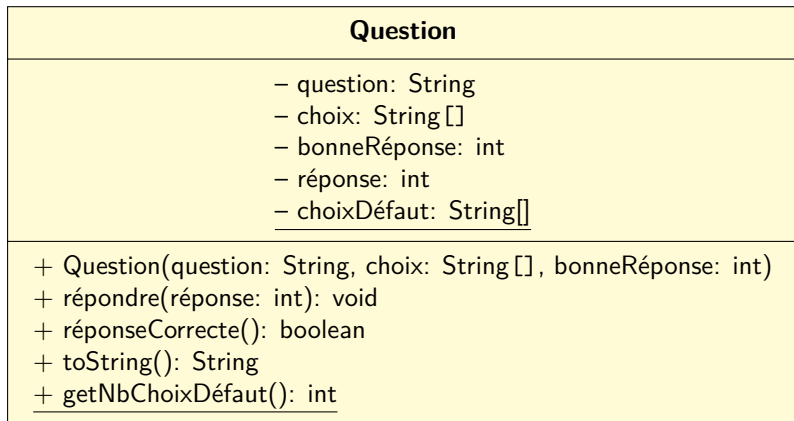 Question
– question: String
– choix: String[]
– bonneRéponse: int
– réponse: int
– choixDéfaut: String[]
+ Question(question: String, choix: String[], bonneRéponse: int)
+ répondre(réponse: int): void
+ réponseCorrecte(): boolean
+ toString(): String
+ getNbChoixDéfaut(): int